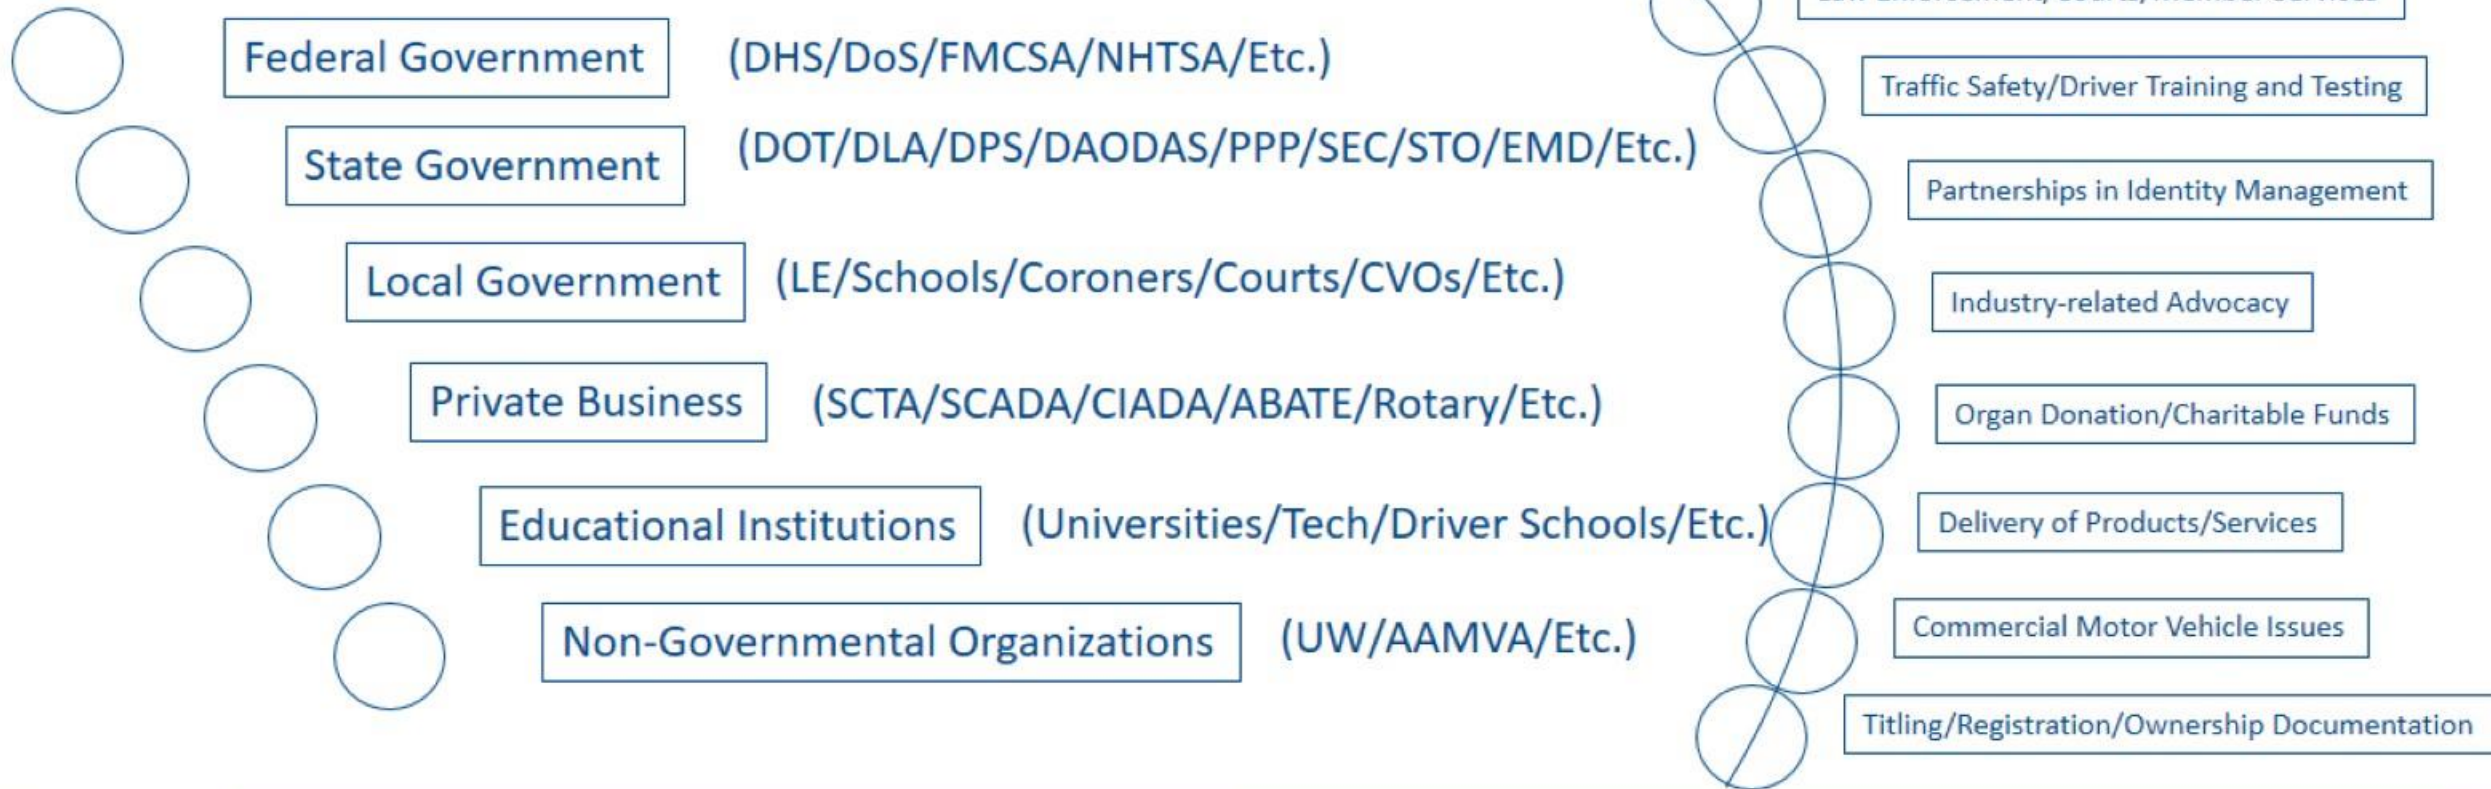 Federal Government
(DHS/DoS/FMCSA/NHTSA/Etc.)
State Government
(DOT/DLA/DPS/DAODAS/PPP/SEC/STO/EMD/Etc.)
Local Government
(LE/Schools/Coroners/Courts/CVOs/Etc.)
Private Business
(SCTA/SCADA/CIADA/ABATE/Rotary/Etc.)
Educational Institutions
(Universities/Tech/Driver Schools/Etc.)
Non-Governmental Organizations
(UW/AAMVA/Etc.)
Traffic Safety/Driver Training and Testing
Partnerships in Identity Management
Industry-related Advocacy
Organ Donation/Charitable Funds
Delivery of Products/Services
Commercial Motor Vehicle Issues
Titling/Registration/Ownership Documentation